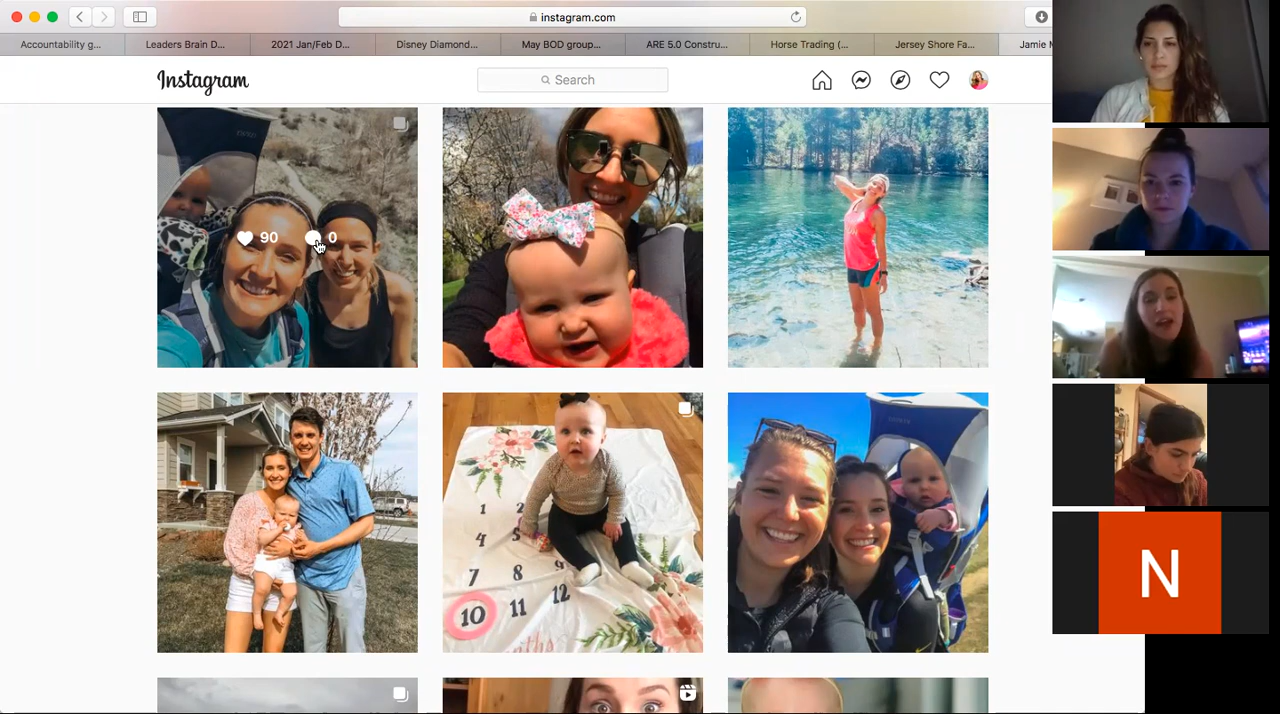 instagram.com
Accountability g...
Leaders Brain D...
2021 Jan/Feb D...
Disney Diamond...
May BOD group...
ARE 5.0 Constru...
Horse Trading (...
Jersey Shore Fa...
Jamie M
Instagram
Search
90
0
1 2
4 5
7 8 9
10 11 12
N